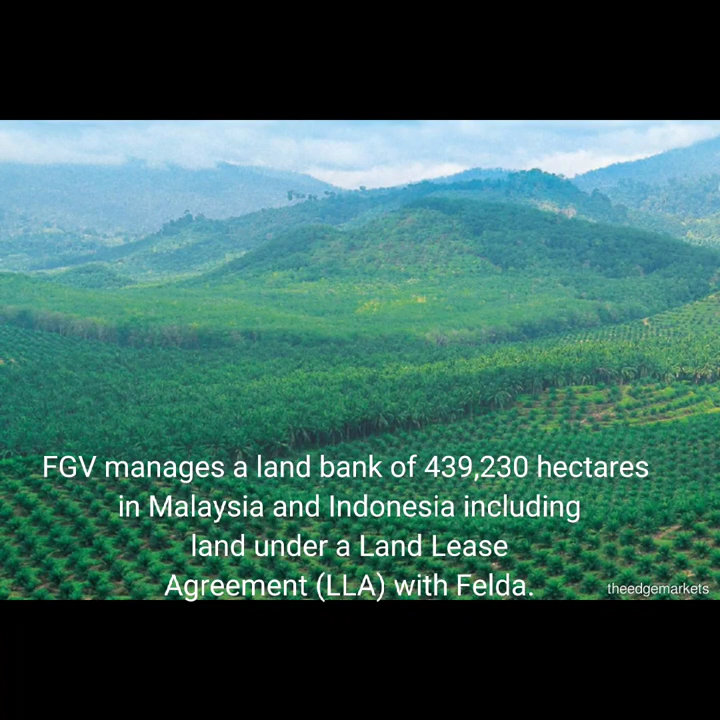 FGV manages a land bank of 439,230 hectares
in Malaysia and Indonesia including
land under a Land Lease
Agreement (LLA) with Felda.
theedgemarkets